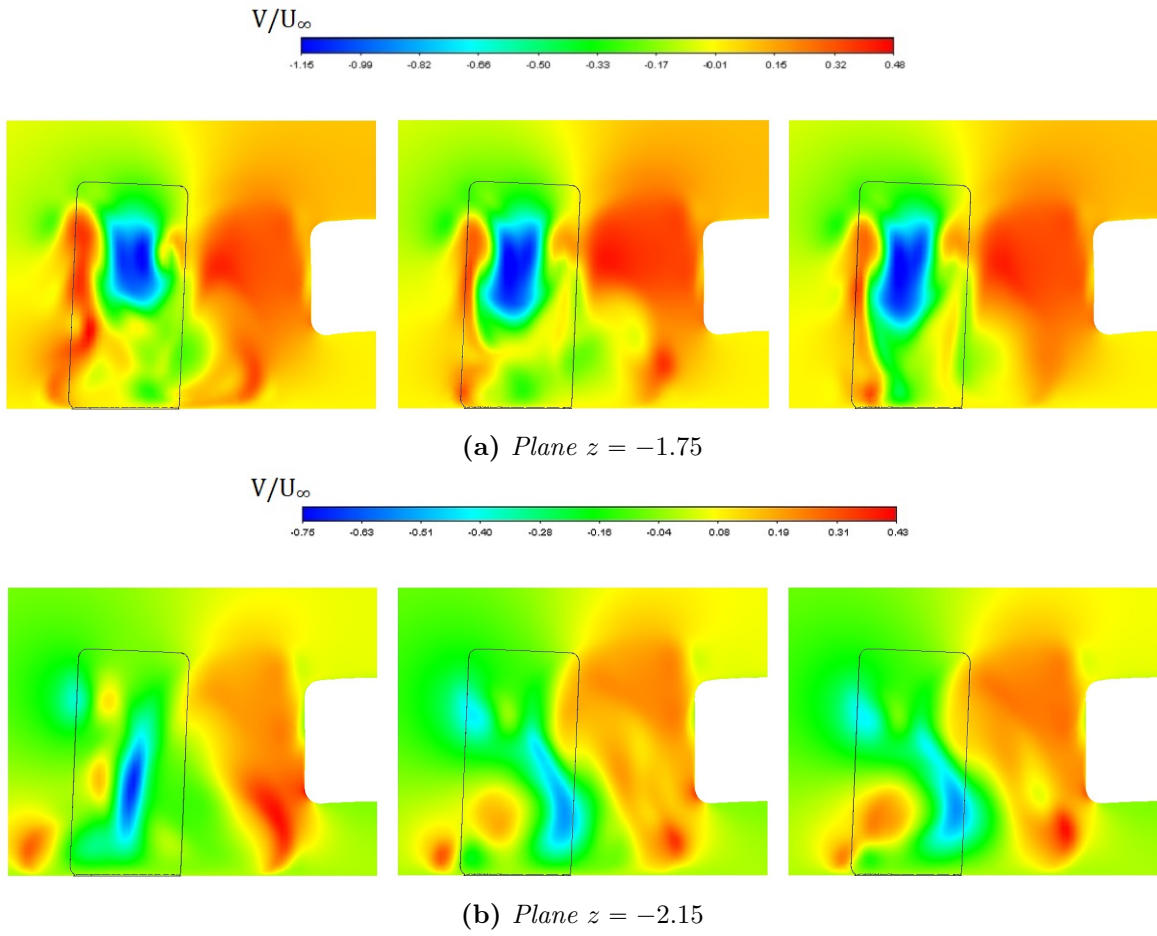 V/U∞
-1.15 -0.99 -0.82 -0.66 -0.50 -0.33 -0.17 -0.01 0.15 0.32 0.48
(a) Plane z = −1.75
V/U∞
-0.75 -0.63 -0.51 -0.40 -0.28 -0.16 -0.04 0.08 0.19 0.31 0.43
(b) Plane z = −2.15